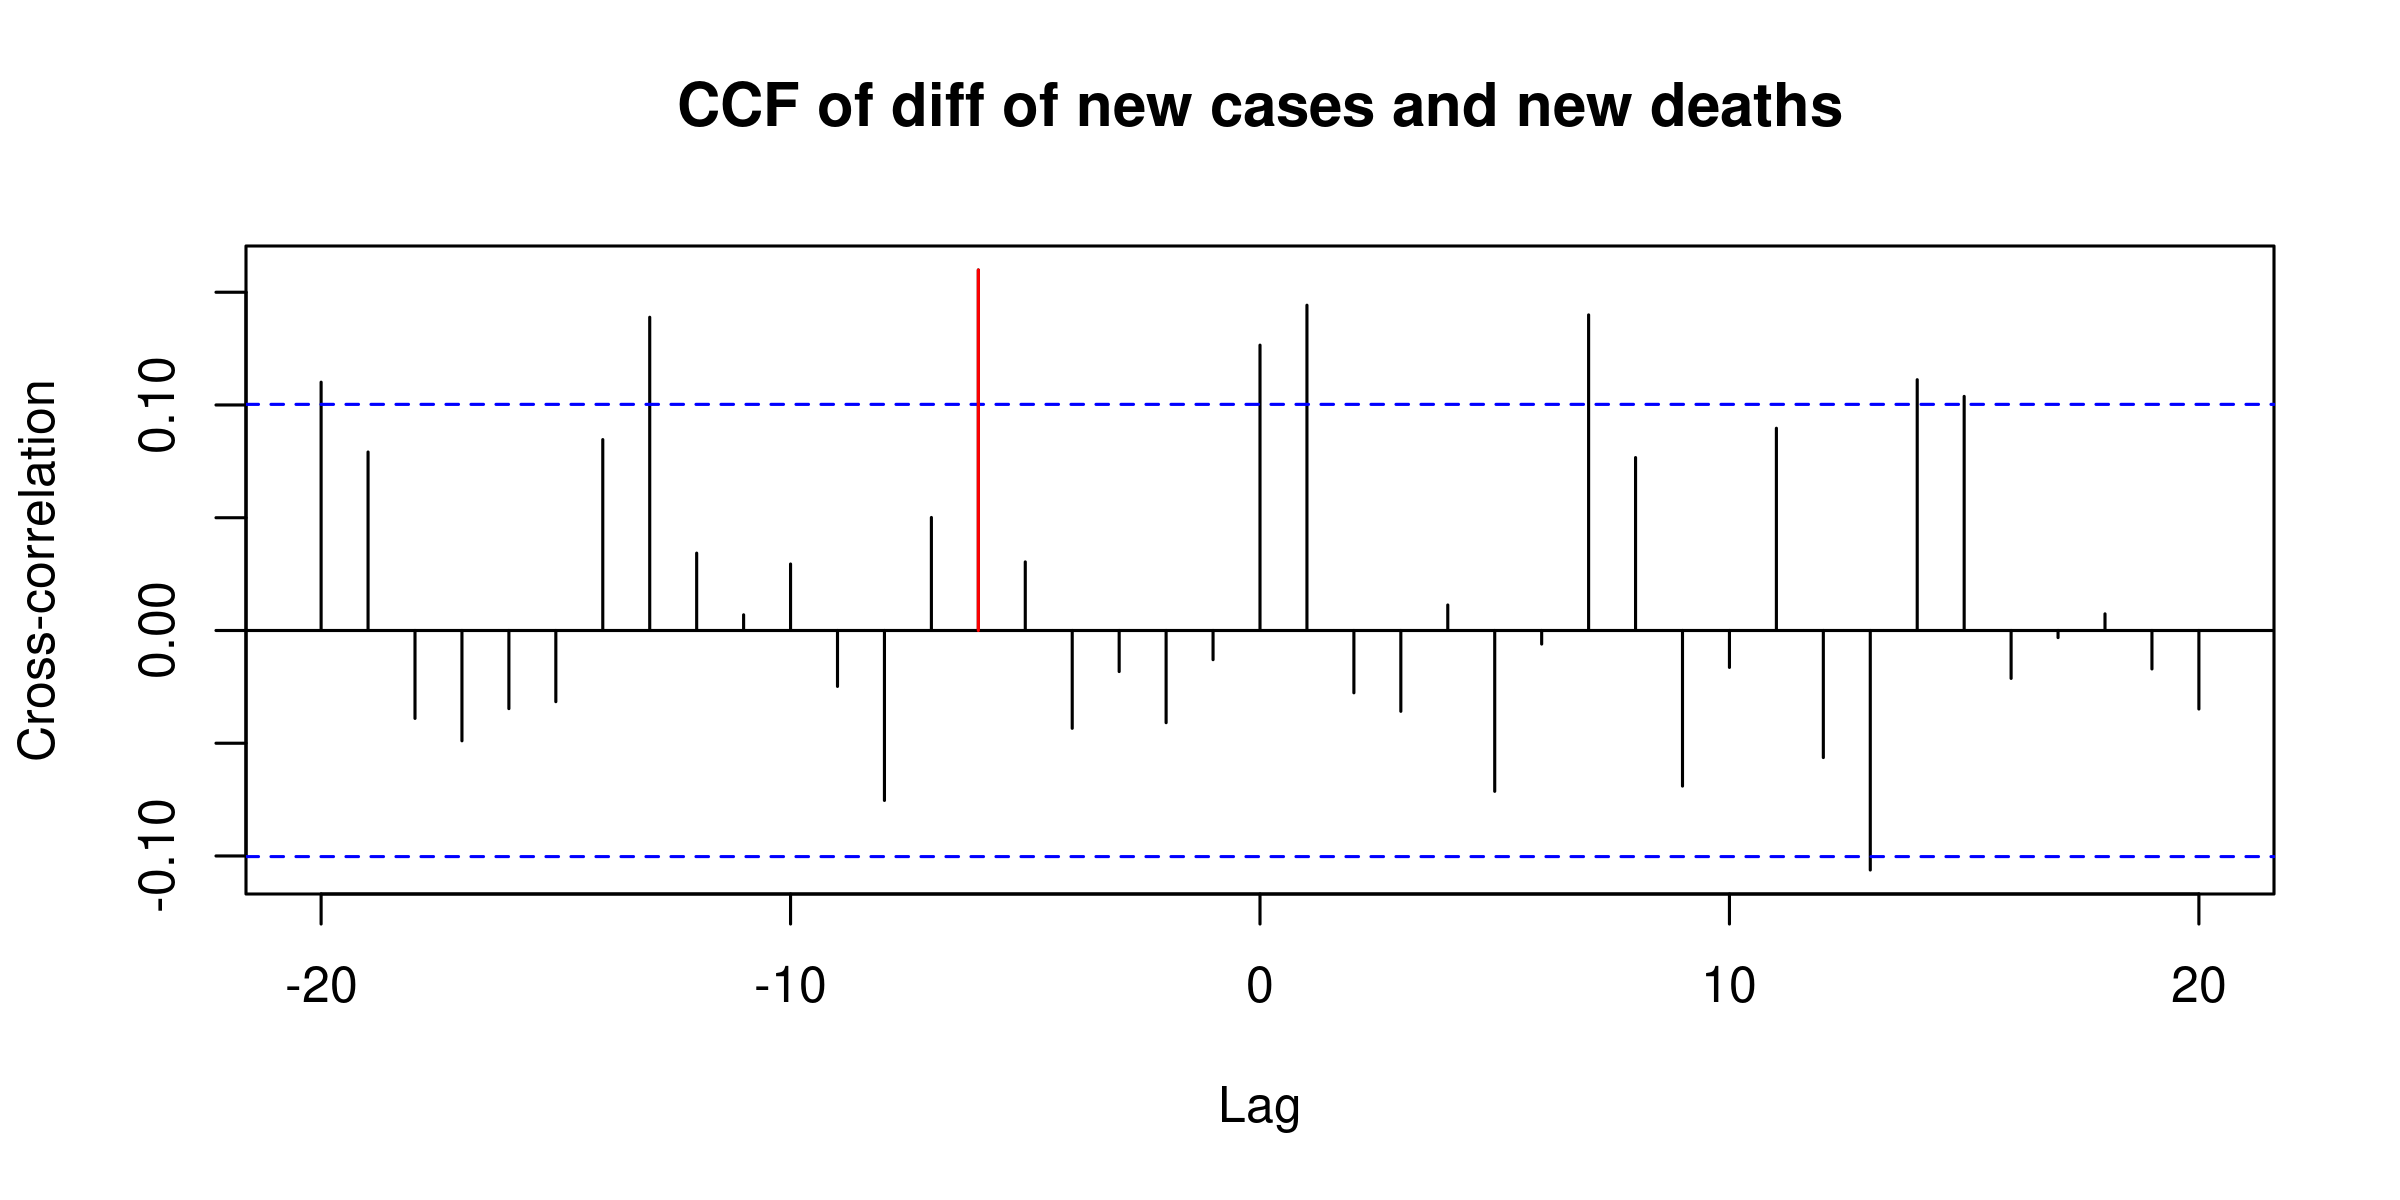 CCF of diff of new cases and new deaths
Cross-correlation
0.10
0.00
-0.10
-20 -10 0 10 20
Lag